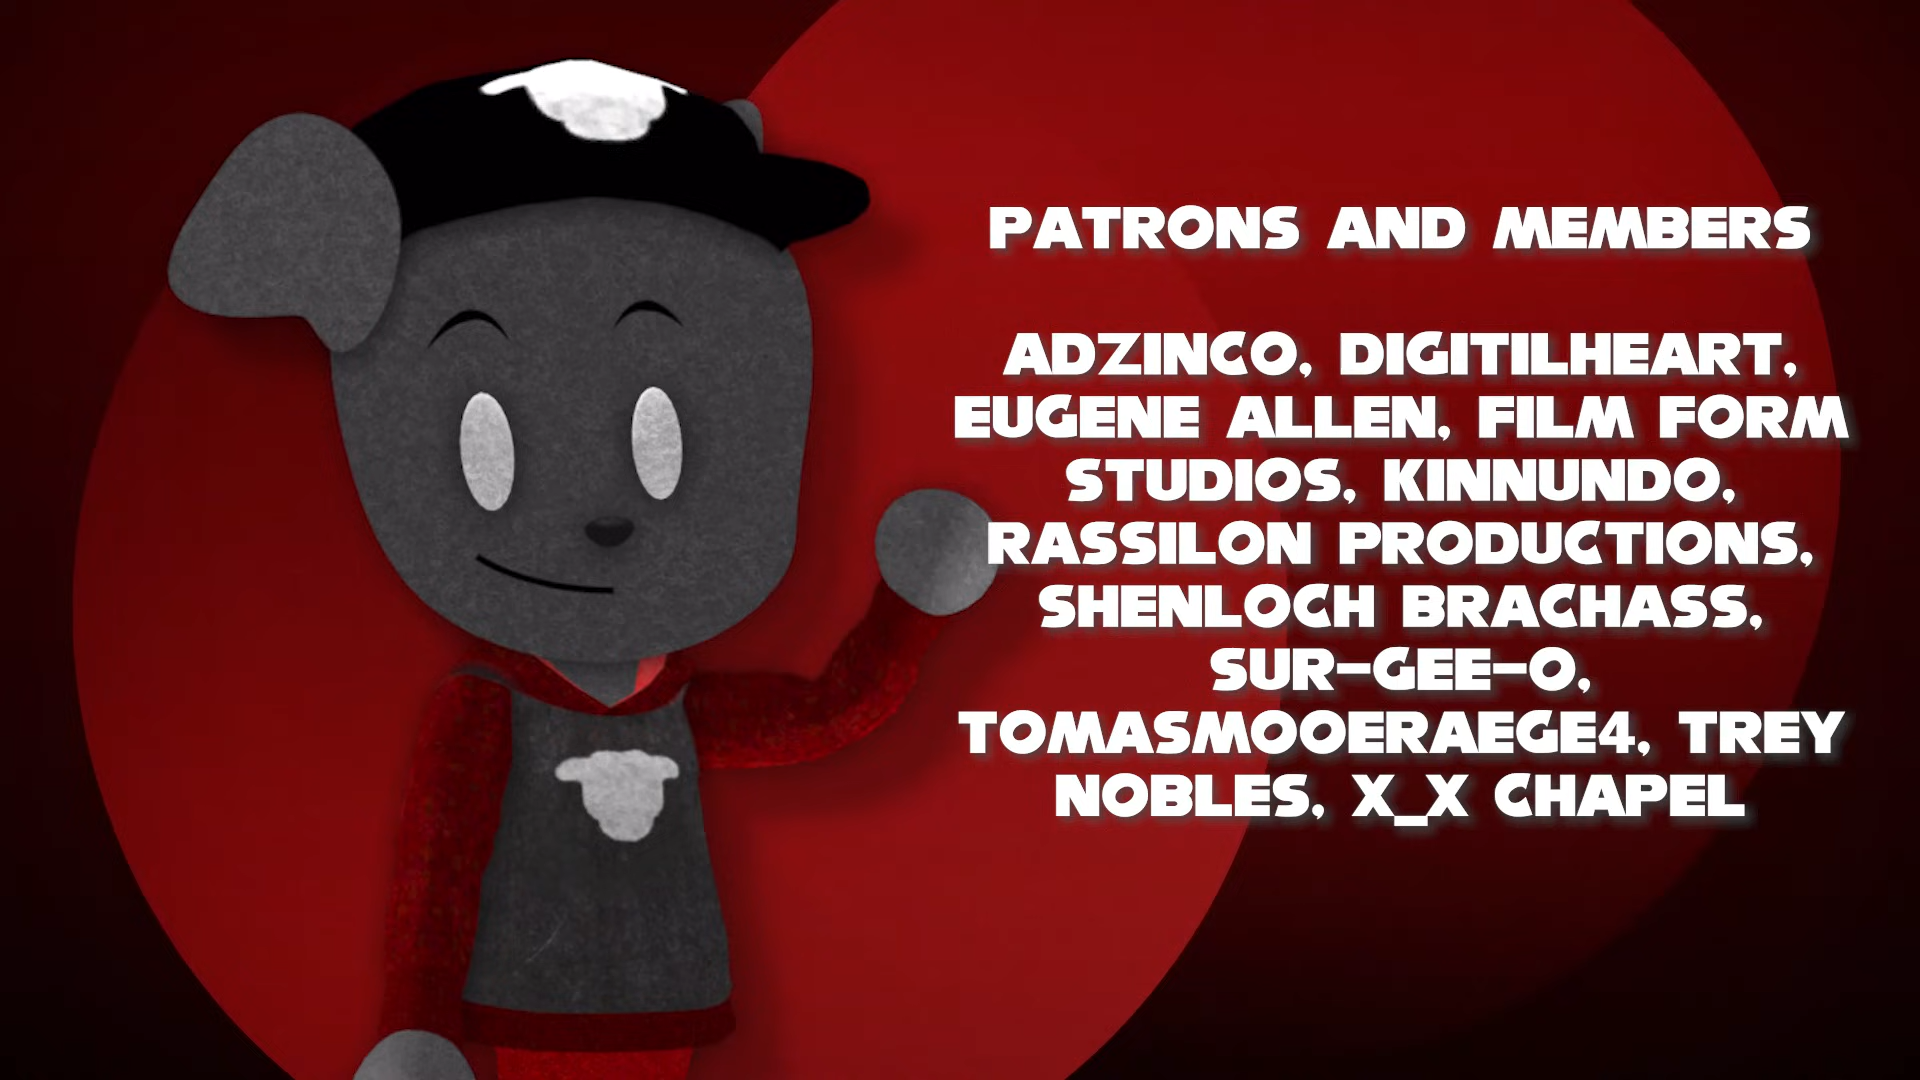 PATRONS AND MEMBERS
ADZINCO, DIGITILHEART,
EUGENE ALLEN, FILM FORM
STUDIOS, KINNUNDO,
RASSILON PRODUCTIONS,
SHENLOCH BRACHASS,
SUR-GEE-O,
TOMASMOOERAEGE4, TREY
NOBLES, X_X CHAPEL